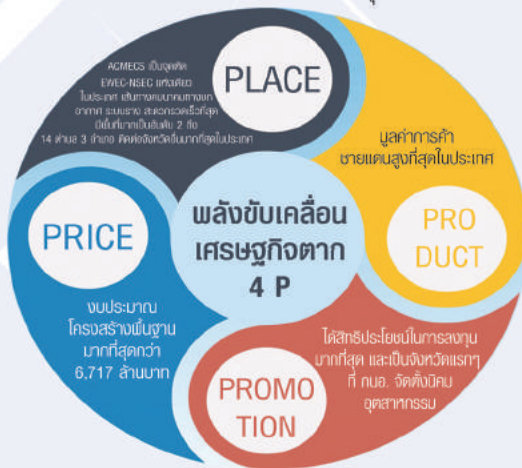 ACMECS เป็นจุดตัด
EWEC-NSEC แห่งเดียว
ในประเทศ เส้นทางคมนาคมทางบก
อากาศ ระบบราง สะดวกรวดเร็วที่สุด
มีพื้นที่มากเป็นอันดับ 2 คือ
14 ตำบล 3 อำเภอ ติดต่อจังหวัดอื่นมากที่สุดในประเทศ
PLACE
มูลค่าการค้า
ชายแดนสูงที่สุดในประเทศ
PRO
DUCT
พลังขับเคลื่อน
เศรษฐกิจตาก
4 P
PRICE
งบประมาณ
โครงสร้างพื้นฐาน
มากที่สุดกว่า
6,717 ล้านบาท
ได้สิทธิประโยชน์ในการลงทุน
มากที่สุด และเป็นจังหวัดแรกๆ
ที่ กนอ. จัดตั้งนิคม
อุตสาหกรรม
PROMO
TION